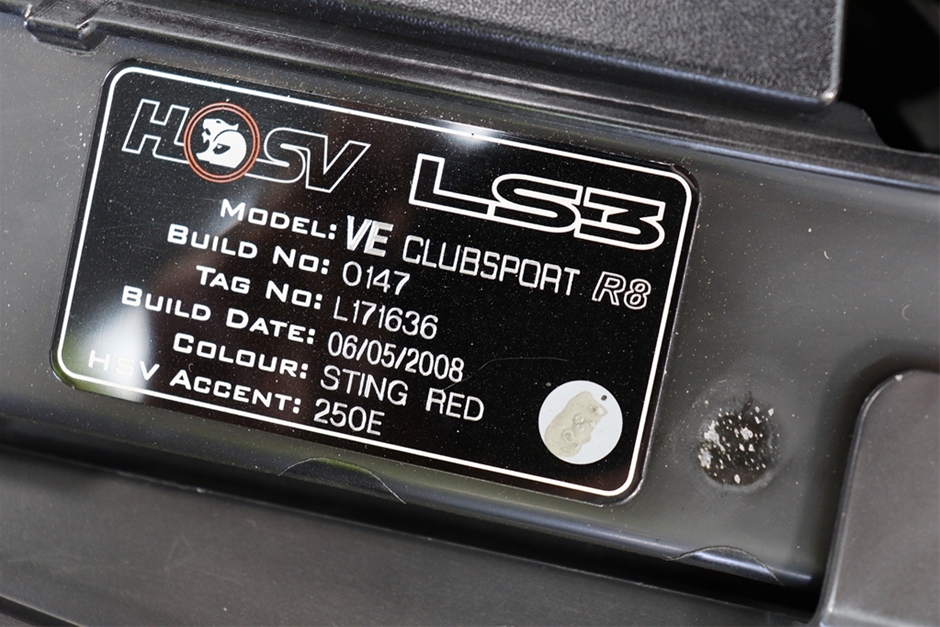 HSV LS3
MODEL: VE CLUBSPORT R8
BUILD NO: 0147
TAG NO: L171636
BUILD DATE: 06/05/2008
COLOUR: STING RED
HSV ACCENT: 250E